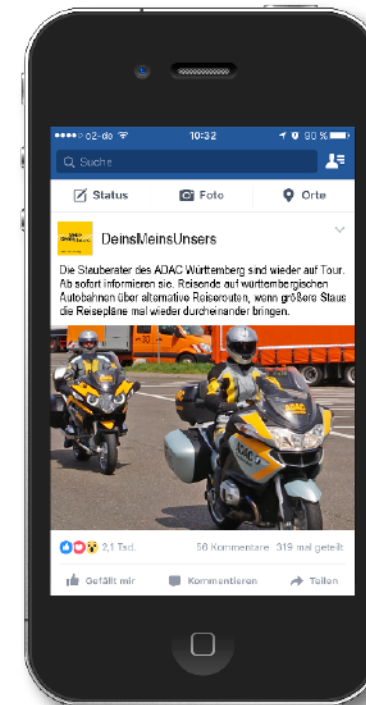 o2-de 10:32 90 %
Suche
Status Foto Orte
DeinsMeinsUnsers
Die Stauberater des ADAC Württemberg sind wieder auf Tour.
Ab sofort informieren sie. Reisende auf württembergischen
Autobahnen über alternative Reiserouten, wenn größere Staus
die Reisepläne mal wieder durcheinander bringen.
ADAC
2,1 Tsd. 56 Kommentare 319 mal geteilt
Gefällt mir Kommentieren Teilen